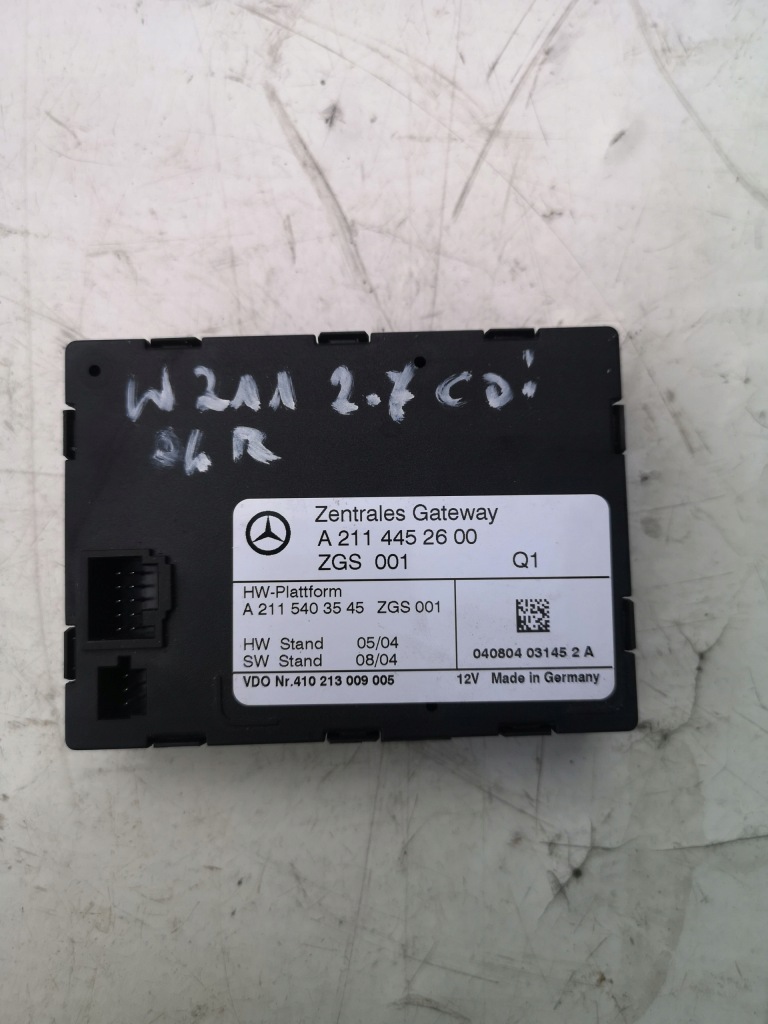 W211 2.7 CDi
04 R
Zentrales Gateway
A 211 445 26 00
ZGS 001 Q1
HW-Plattform
A 211 540 35 45 ZGS 001
HW Stand 05/04
SW Stand 08/04
040804 03145 2 A
VDO Nr.410 213 009 005 12V Made in Germany